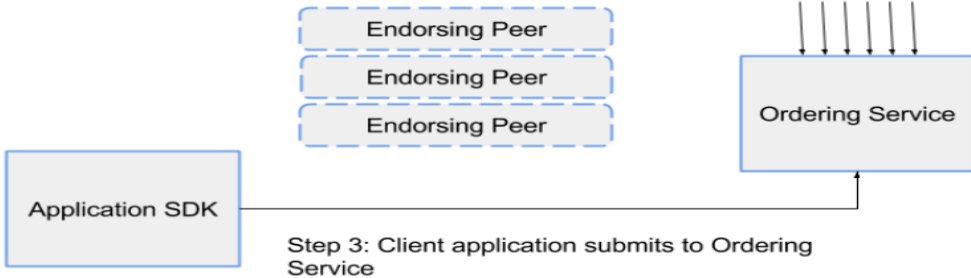 Endorsing Peer
Endorsing Peer
Endorsing Peer
Ordering Service
Application SDK
Step 3: Client application submits to Ordering
Service